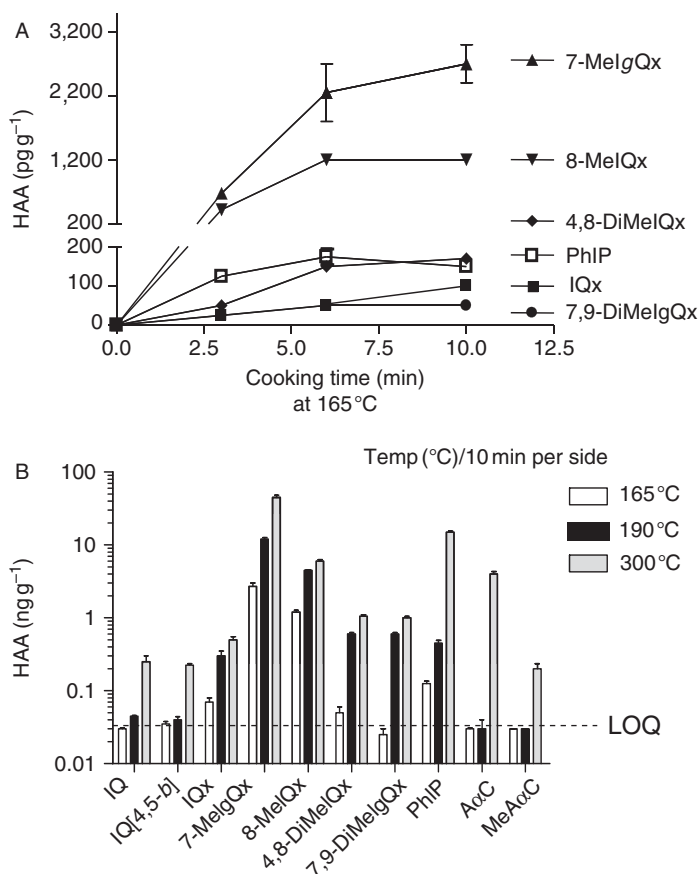 A
3,200
2,200
1,200
200
200
100
0
HAA (pg g−1)
0.0 2.5 5.0 7.5 10.0 12.5
Cooking time (min)
at 165°C
7-MeIgQx
8-MeIQx
4,8-DiMeIQx
PhIP
IQx
7,9-DiMeIgQx
B
Temp (°C)/10 min per side
165°C
190°C
300°C
100
10
1
0.1
0.01
HAA (ng g−1)
LOQ
IQ
IQ[4,5-b]
IQx
7-MeIgQx
8-MeIQx
4,8-DiMeIQx
7,9-DiMeIgQx
PhIP
AαC
MeAαC